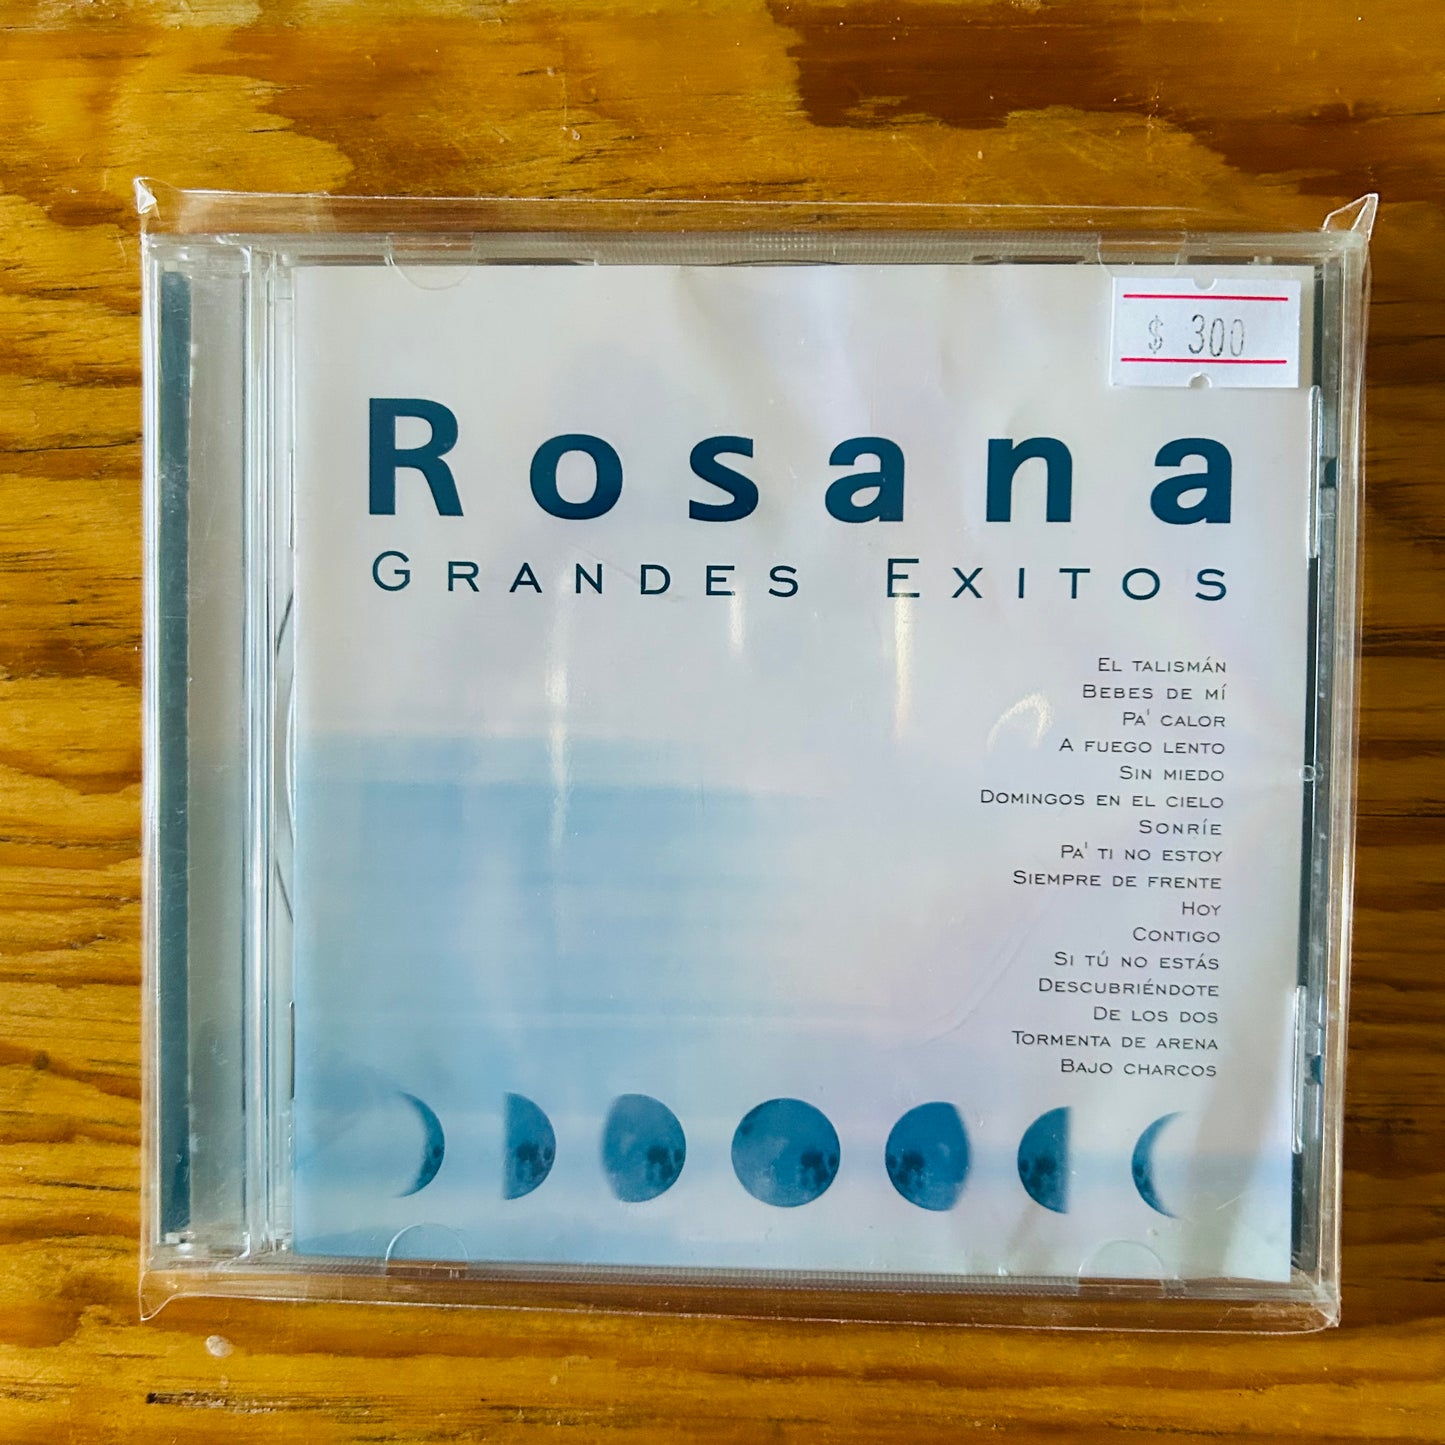 $ 300
Rosana
GRANDES EXITOS
EL TALISMÁN
BEBES DE MÍ
PA' CALOR
A FUEGO LENTO
SIN MIEDO
DOMINGOS EN EL CIELO
SONRÍE
PA' TI NO ESTOY
SIEMPRE DE FRENTE
HOY
CONTIGO
SI TÚ NO ESTÁS
DESCUBRIÉNDOTE
DE LOS DOS
TORMENTA DE ARENA
BAJO CHARCOS